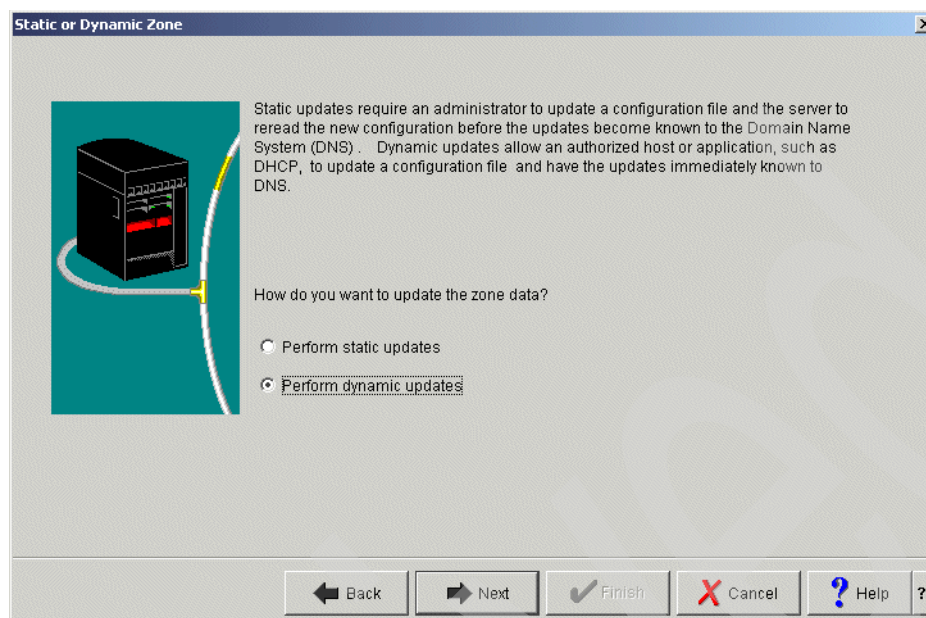 Static or Dynamic Zone
Static updates require an administrator to update a configuration file and the server to
reread the new configuration before the updates become known to the Domain Name
System (DNS) .   Dynamic updates allow an authorized host or application, such as
DHCP,  to update a configuration file  and have the updates immediately known to
DNS.
How do you want to update the zone data?
Perform static updates
Perform dynamic updates
Back Next Finish Cancel Help ?